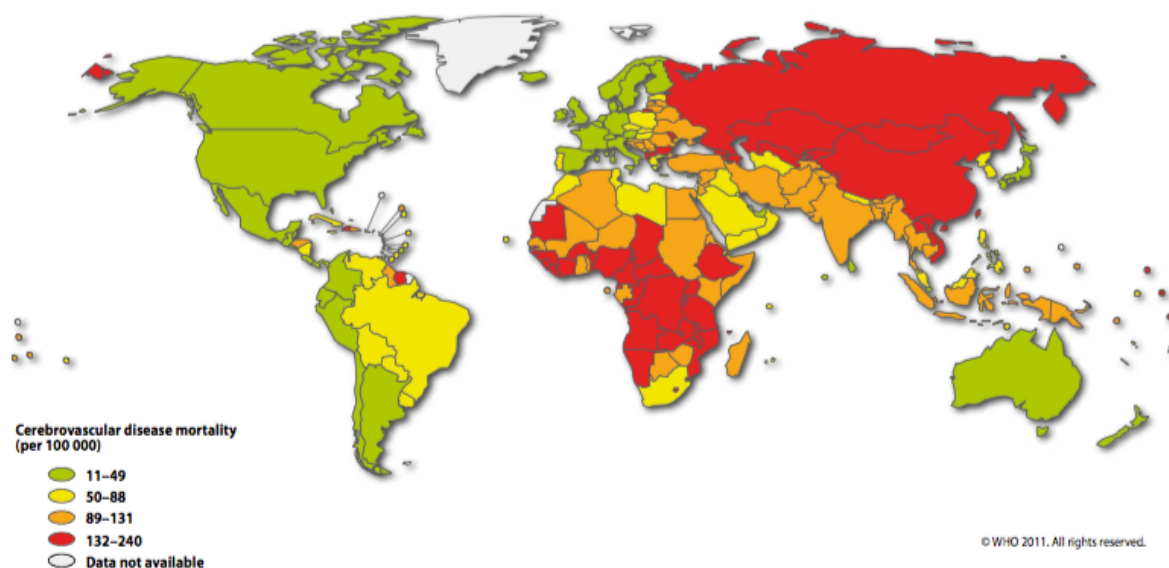 Cerebrovascular disease mortality
(per 100 000)
11–49
50–88
89–131
132–240
Data not available
© WHO 2011. All rights reserved.